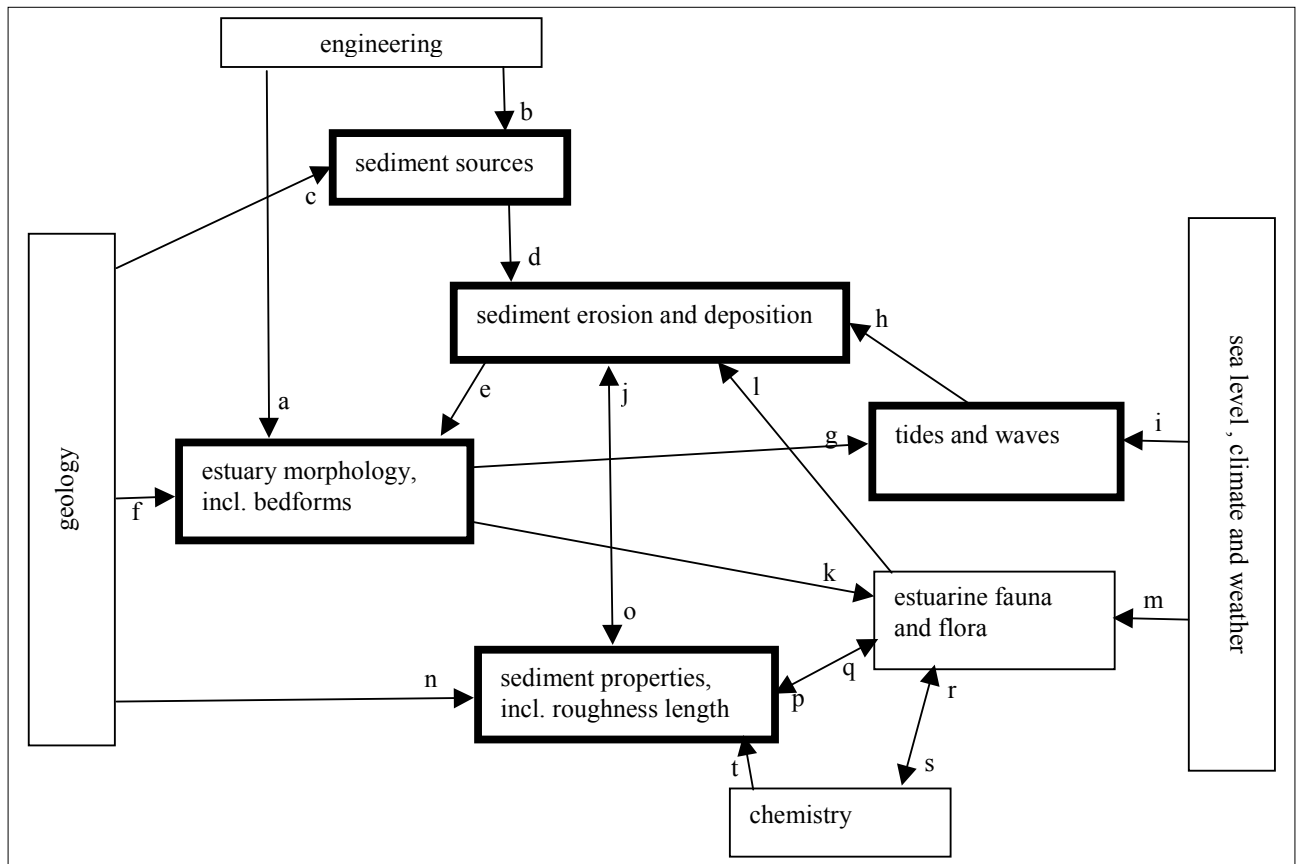 engineering
b
sediment sources
c
d
sediment erosion and deposition
h
e
j
l
a
g
tides and waves
i
estuary morphology,
incl. bedforms
f
geology
sea level , climate and weather
k
estuarine fauna
and flora
m
o
n
sediment properties,
incl. roughness length
p
q
r
t
s
chemistry